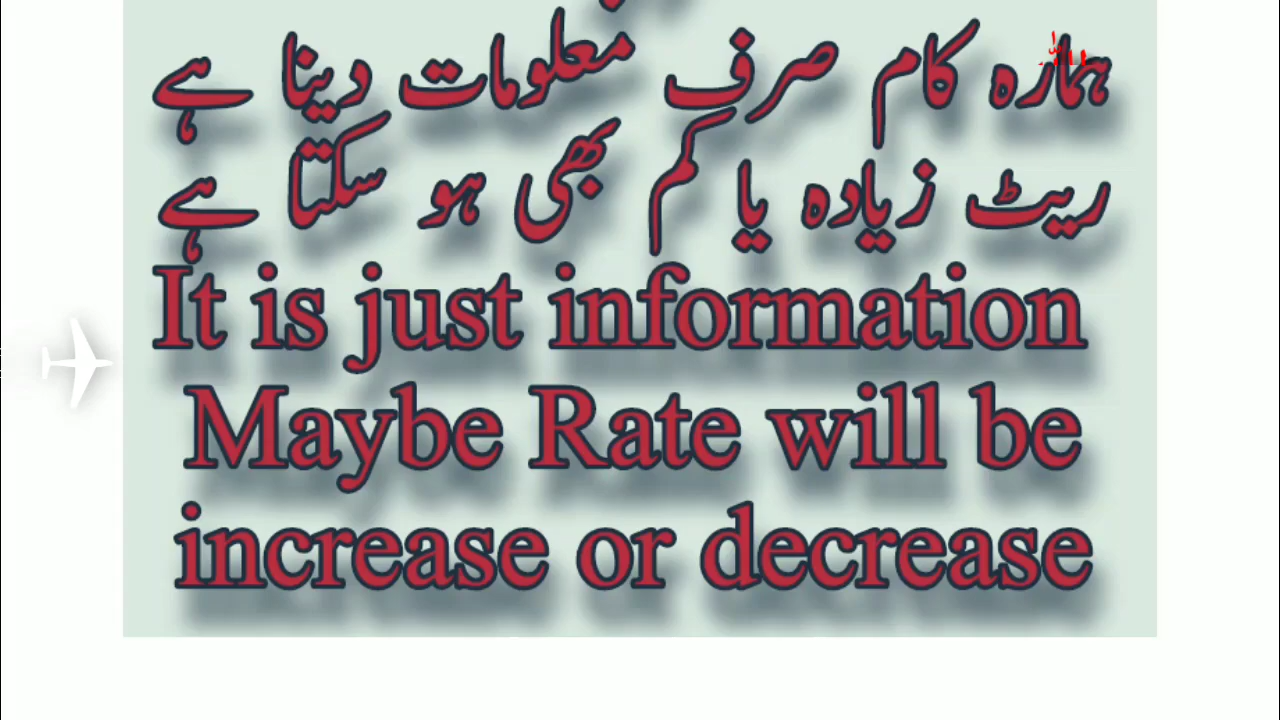 ہمارہ کام صرف معلومات دینا ہے
ریٹ زیادہ یا کم بھی ہو سکتا ہے
It is just information
Maybe Rate will be
increase or decrease